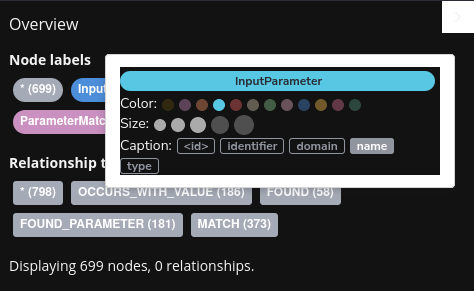 Overview
Node labels
* (699)
Input
InputParameter
Color:
Size:
Caption: <id> identifier domain name
type
ParameterMatc
Relationship t
* (798) OCCURS_WITH_VALUE (186) FOUND (58)
FOUND_PARAMETER (181) MATCH (373)
Displaying 699 nodes, 0 relationships.